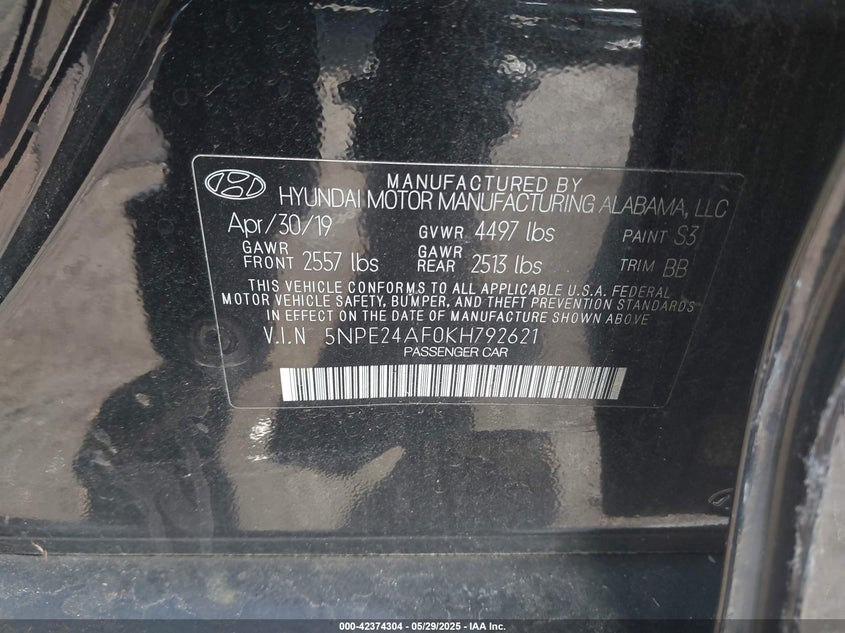 MANUFACTURED BY
HYUNDAI MOTOR MANUFACTURING ALABAMA, LLC
Apr/30/19 GVWR 4497 lbs PAINT S3
GAWR FRONT 2557 lbs GAWR REAR 2513 lbs TRIM BB
THIS VEHICLE CONFORMS TO ALL APPLICABLE U.S.A. FEDERAL
MOTOR VEHICLE SAFETY, BUMPER, AND THEFT PREVENTION STANDARDS
IN EFFECT ON THE DATE OF MANUFACTURE SHOWN ABOVE
V.I.N 5NPE24AF0KH792621
PASSENGER CAR
000-42374304 - 05/29/2025 - IAA Inc.